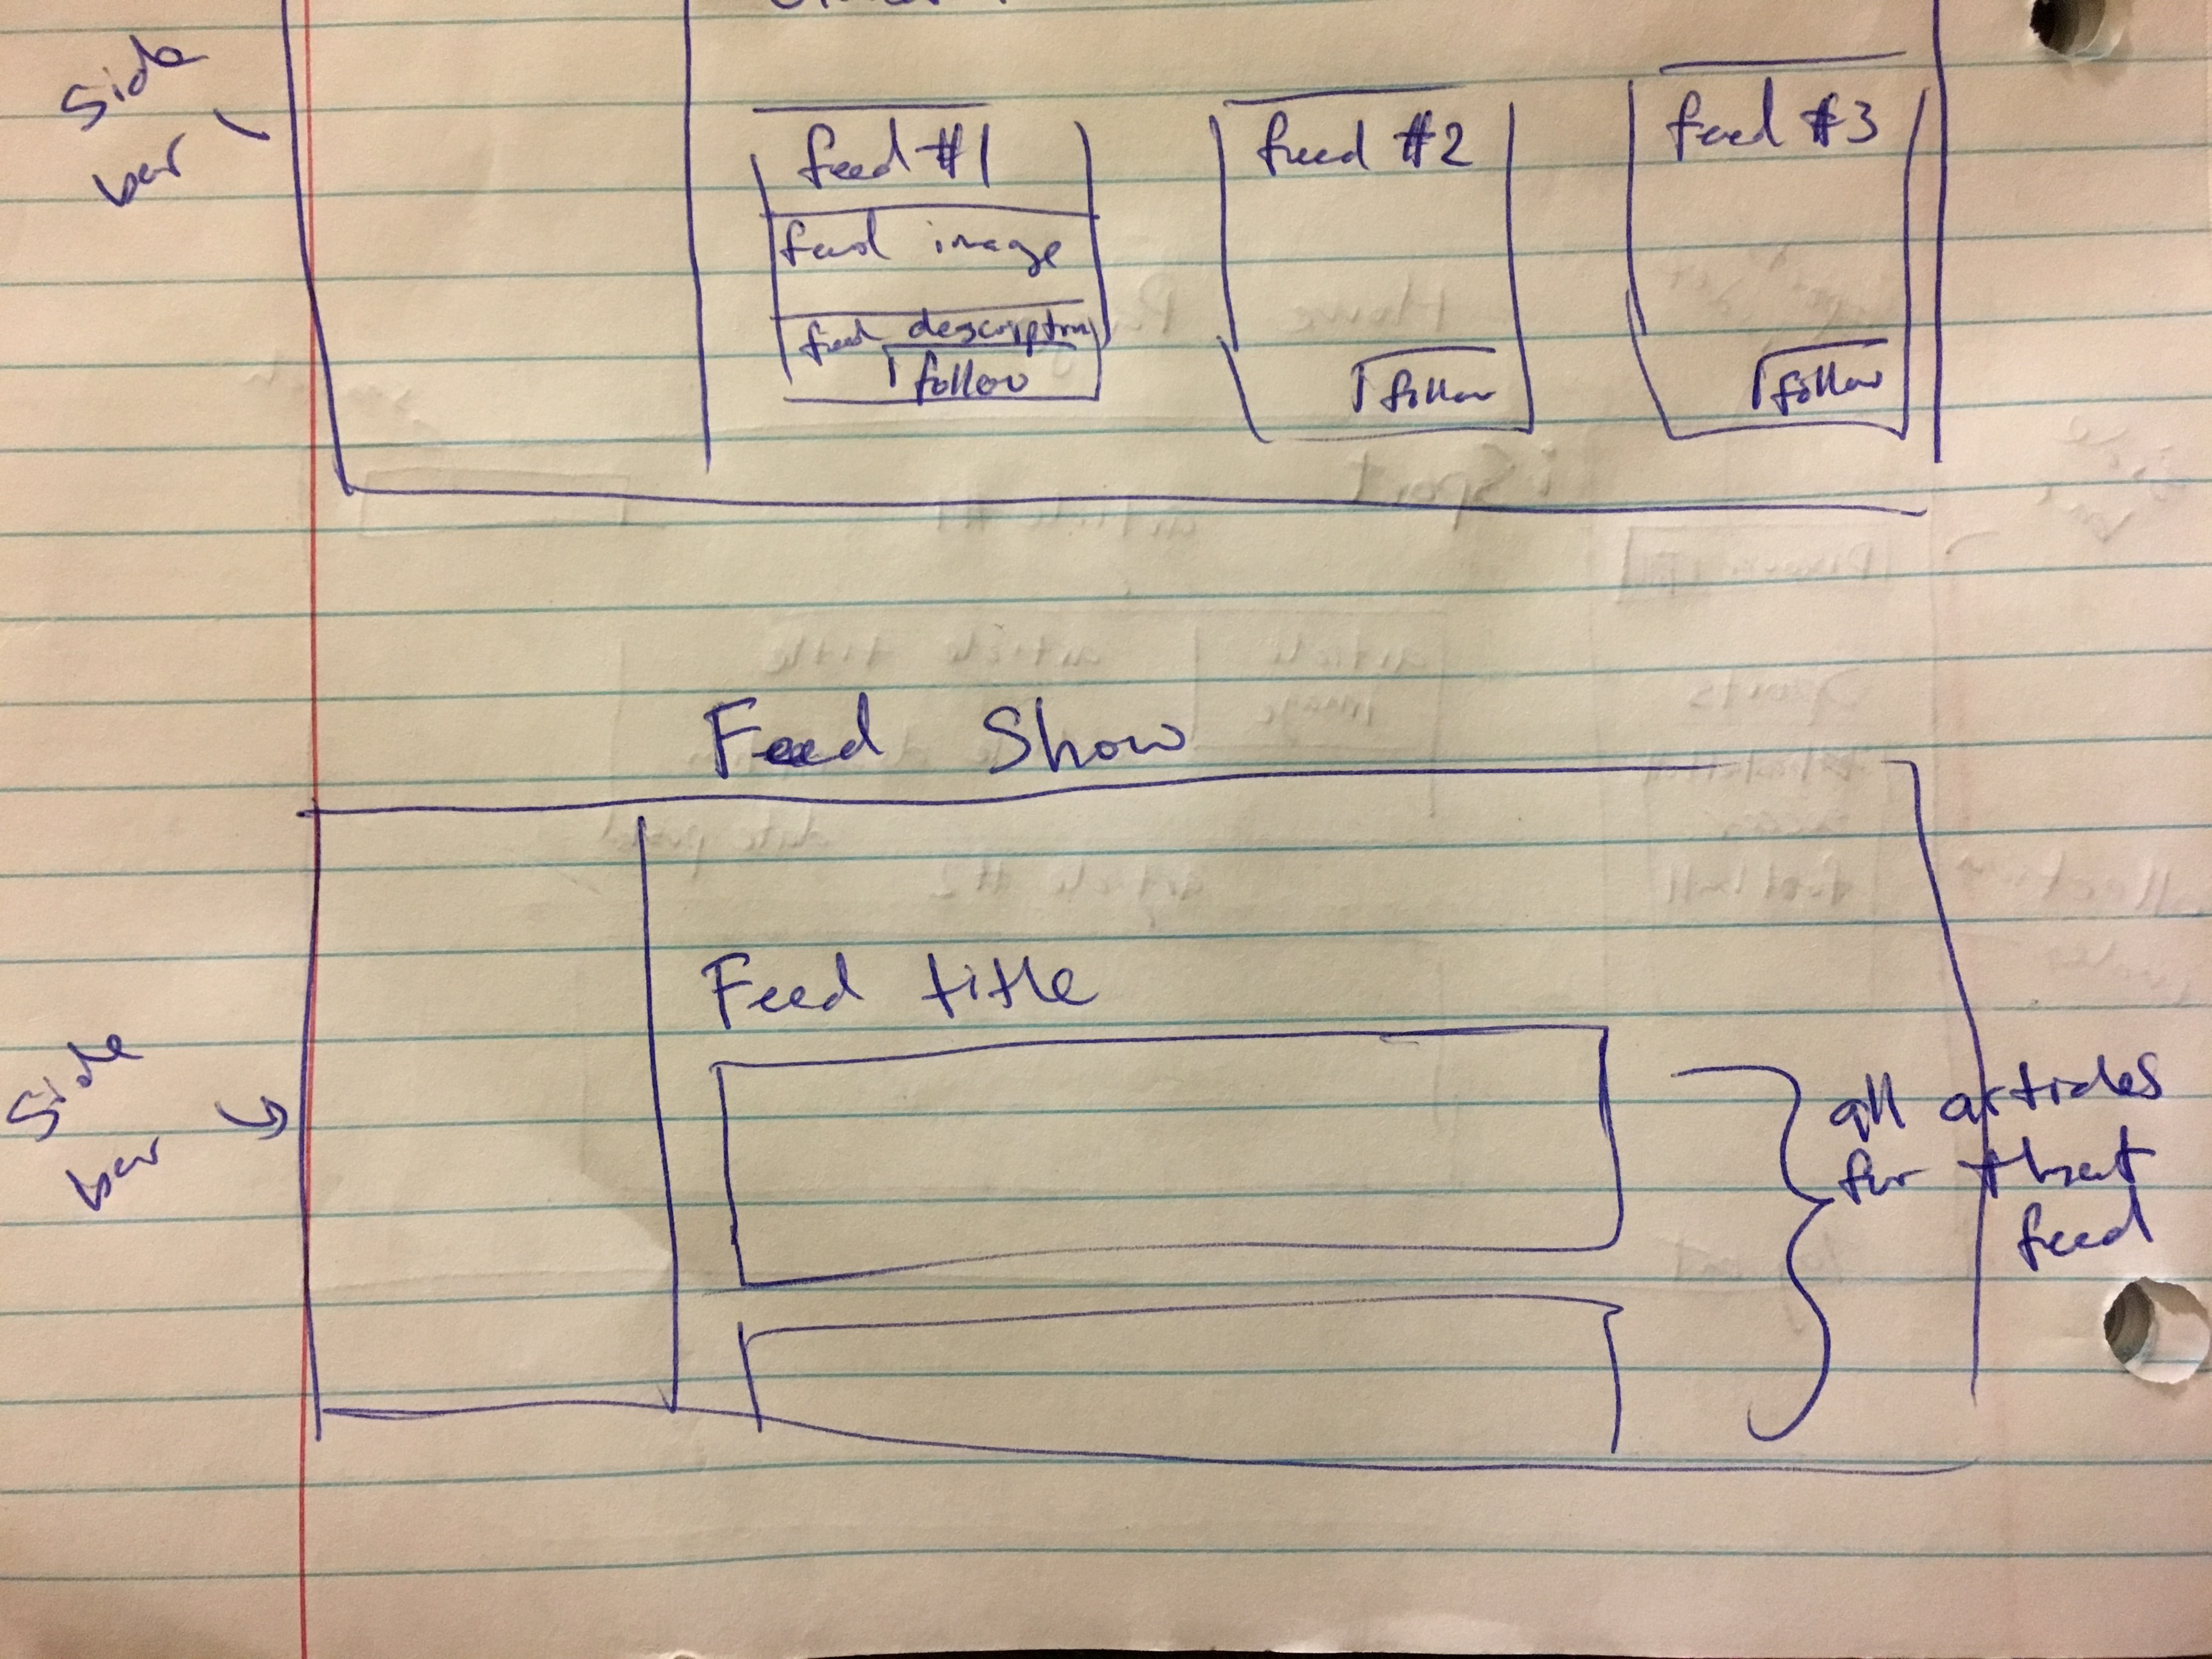 Side
bar
feed #1
feed image
feed description
follow
feed #2
follow
feed #3
follow
Feed Show
Side
bar
Feed title
all articles
for that
feed